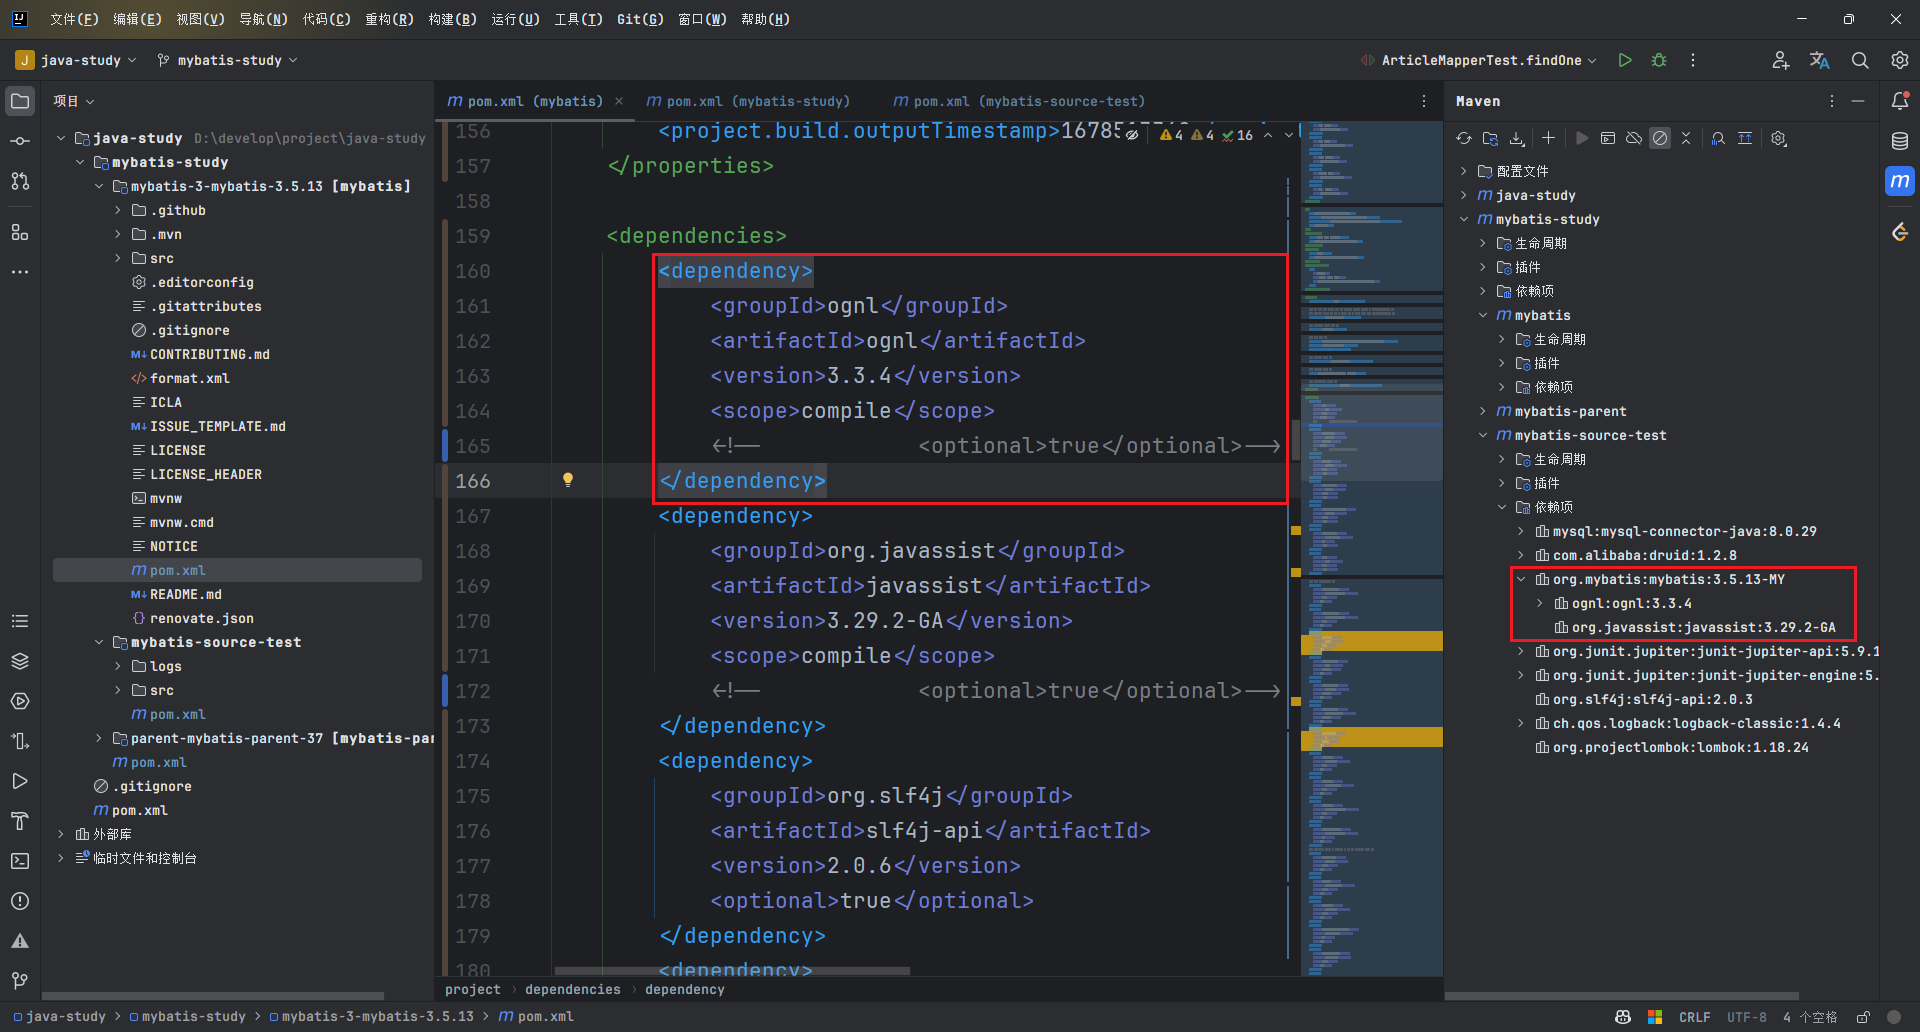 文件(F) 编辑(E) 视图(V) 导航(N) 代码(C) 重构(R) 构建(B) 运行(U) 工具(T) Git(G) 窗口(W) 帮助(H)
J java-study mybatis-study ArticleMapperTest.findOne
项目
java-study D:\develop\project\java-study
mybatis-study
mybatis-3-mybatis-3.5.13 [mybatis]
.github
.mvn
src
.editorconfig
.gitattributes
.gitignore
CONTRIBUTING.md
format.xml
ICLA
ISSUE_TEMPLATE.md
LICENSE
LICENSE_HEADER
mvnw
mvnw.cmd
NOTICE
pom.xml
README.md
renovate.json
mybatis-source-test
logs
src
pom.xml
parent-mybatis-parent-37 [mybatis-par
pom.xml
.gitignore
pom.xml
外部库
临时文件和控制台
pom.xml (mybatis) pom.xml (mybatis-study) pom.xml (mybatis-source-test)
4 4 16
156 <project.build.outputTimestamp>1678
157 </properties>
158
159 <dependencies>
160 <dependency>
161 <groupId>ognl</groupId>
162 <artifactId>ognl</artifactId>
163 <version>3.3.4</version>
164 <scope>compile</scope>
165 <!-- <optional>true</optional>-->
166 </dependency>
167 <dependency>
168 <groupId>org.javassist</groupId>
169 <artifactId>javassist</artifactId>
170 <version>3.29.2-GA</version>
171 <scope>compile</scope>
172 <!-- <optional>true</optional>-->
173 </dependency>
174 <dependency>
175 <groupId>org.slf4j</groupId>
176 <artifactId>slf4j-api</artifactId>
177 <version>2.0.6</version>
178 <optional>true</optional>
179 </dependency>
180 <dependency>
project › dependencies › dependency
Maven
配置文件
java-study
mybatis-study
生命周期
插件
依赖项
mybatis
生命周期
插件
依赖项
mybatis-parent
mybatis-source-test
生命周期
插件
依赖项
mysql:mysql-connector-java:8.0.29
com.alibaba:druid:1.2.8
org.mybatis:mybatis:3.5.13-MY
ognl:ognl:3.3.4
org.javassist:javassist:3.29.2-GA
org.junit.jupiter:junit-jupiter-api:5.9.1
org.junit.jupiter:junit-jupiter-engine:5.
org.slf4j:slf4j-api:2.0.3
ch.qos.logback:logback-classic:1.4.4
org.projectlombok:lombok:1.18.24
java-study › mybatis-study › mybatis-3-mybatis-3.5.13 › pom.xml CRLF UTF-8 4 个空格